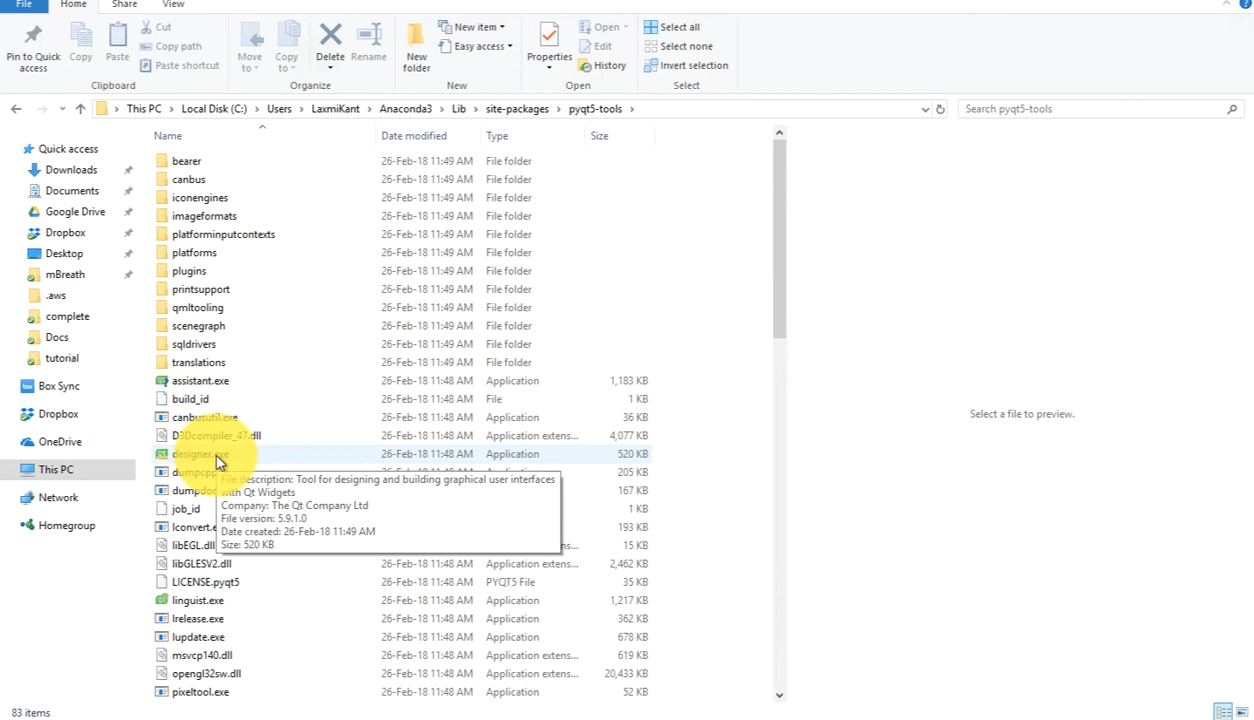 File Home Share View
Pin to Quick access
Copy
Paste
Cut
Copy path
Paste shortcut
Clipboard
Move to
Copy to
Delete
Rename
Organize
New folder
New item
Easy access
New
Properties
Open
Edit
History
Open
Select all
Select none
Invert selection
Select
This PC Local Disk (C:) Users LaxmiKant Anaconda3 Lib site-packages pyqt5-tools
Search pyqt5-tools
Quick access
Downloads
Documents
Google Drive
Dropbox
Desktop
mBreath
.aws
complete
Docs
tutorial
Box Sync
Dropbox
OneDrive
This PC
Network
Homegroup
Name Date modified Type Size
bearer 26-Feb-18 11:49 AM File folder
canbus 26-Feb-18 11:49 AM File folder
iconengines 26-Feb-18 11:49 AM File folder
imageformats 26-Feb-18 11:49 AM File folder
platforminputcontexts 26-Feb-18 11:49 AM File folder
platforms 26-Feb-18 11:49 AM File folder
plugins 26-Feb-18 11:49 AM File folder
printsupport 26-Feb-18 11:49 AM File folder
qmltooling 26-Feb-18 11:49 AM File folder
scenegraph 26-Feb-18 11:49 AM File folder
sqldrivers 26-Feb-18 11:49 AM File folder
translations 26-Feb-18 11:49 AM File folder
assistant.exe 26-Feb-18 11:49 AM Application 1,183 KB
build_id 26-Feb-18 11:49 AM File 1 KB
canbusutil.exe 26-Feb-18 11:49 AM Application 36 KB
D3Dcompiler_47.dll 26-Feb-18 11:49 AM Application extens... 4,077 KB
designer.exe 26-Feb-18 11:49 AM Application 520 KB
205 KB
167 KB
job_id 1 KB
193 KB
libEGL.dll 15 KB
File description: Tool for designing and building graphical user interfaces
with Qt Widgets
Company: The Qt Company Ltd
File version: 5.9.1.0
Date created: 26-Feb-18 11:49 AM
Size: 520 KB
libGLESV2.dll 26-Feb-18 11:48 AM Application extens... 2,462 KB
LICENSE.pyqt5 26-Feb-18 11:48 AM PYQT5 File 35 KB
linguist.exe 26-Feb-18 11:49 AM Application 1,217 KB
lrelease.exe 26-Feb-18 11:48 AM Application 362 KB
lupdate.exe 26-Feb-18 11:48 AM Application 678 KB
msvcp140.dll 26-Feb-18 11:48 AM Application extens... 619 KB
opengl32sw.dll 26-Feb-18 11:48 AM Application extens... 20,433 KB
pixeltool.exe 26-Feb-18 11:48 AM Application 52 KB
Select a file to preview.
83 items